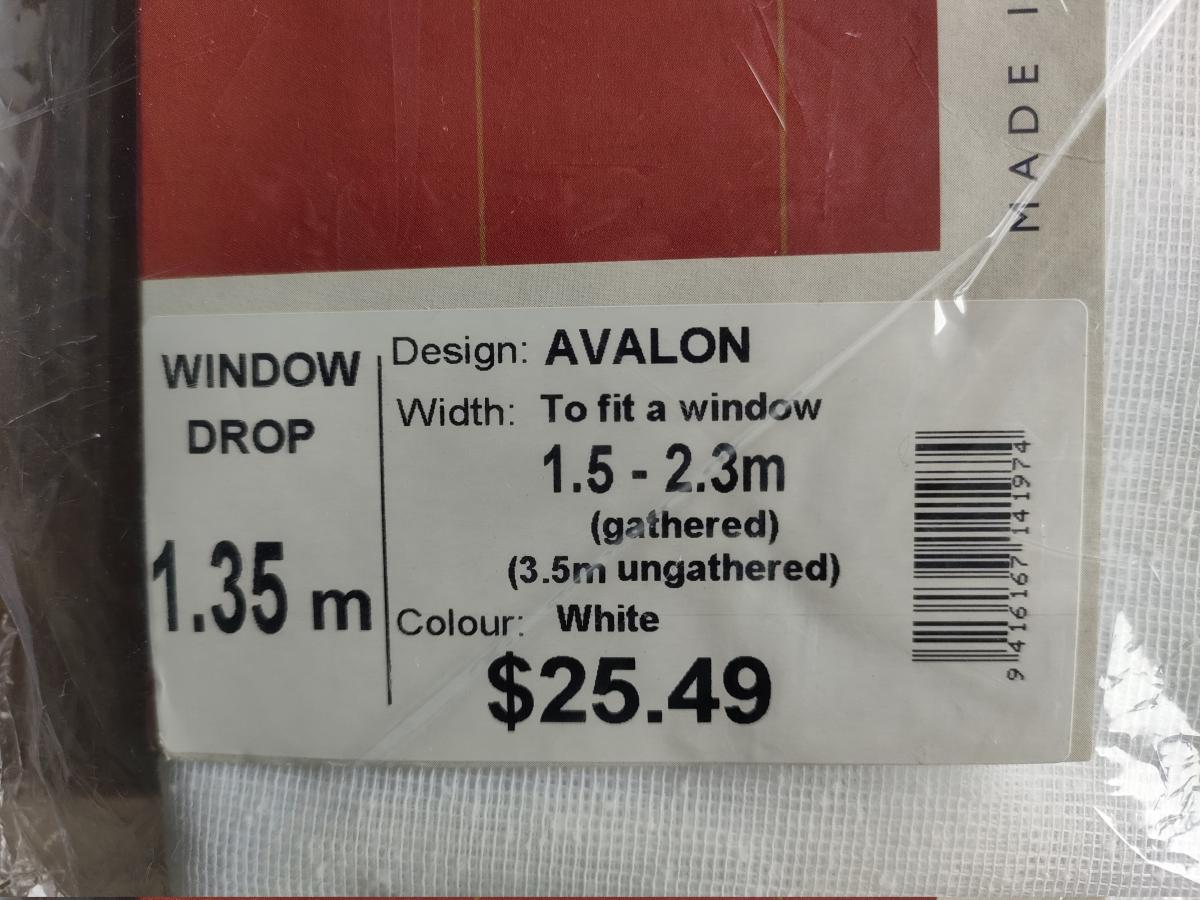 MADE I
WINDOW
DROP
1.35 m
Design: AVALON
Width: To fit a window
1.5 - 2.3m
(gathered)
(3.5m ungathered)
Colour: White
$25.49
9 416167 141974